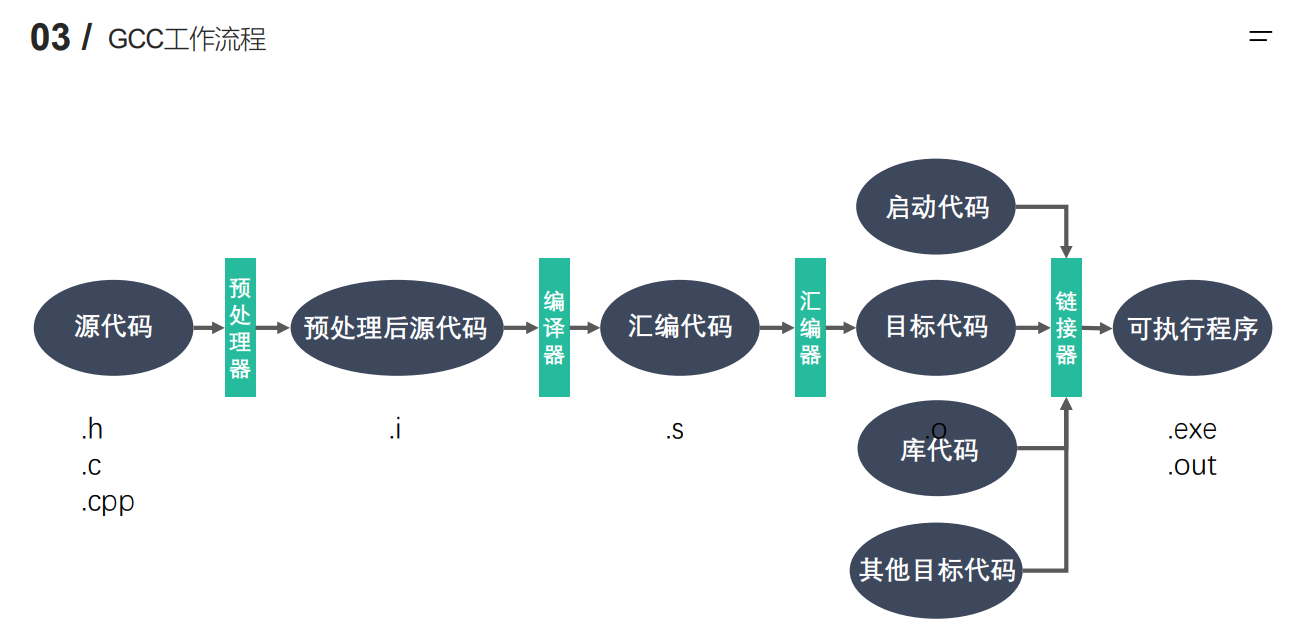 03 / GCC工作流程
启动代码
源代码
预处理器
预处理后源代码
编译器
汇编代码
汇编器
目标代码
链接器
可执行程序
.h
.c
.cpp
.i
.s
.o
库代码
.exe
.out
其他目标代码